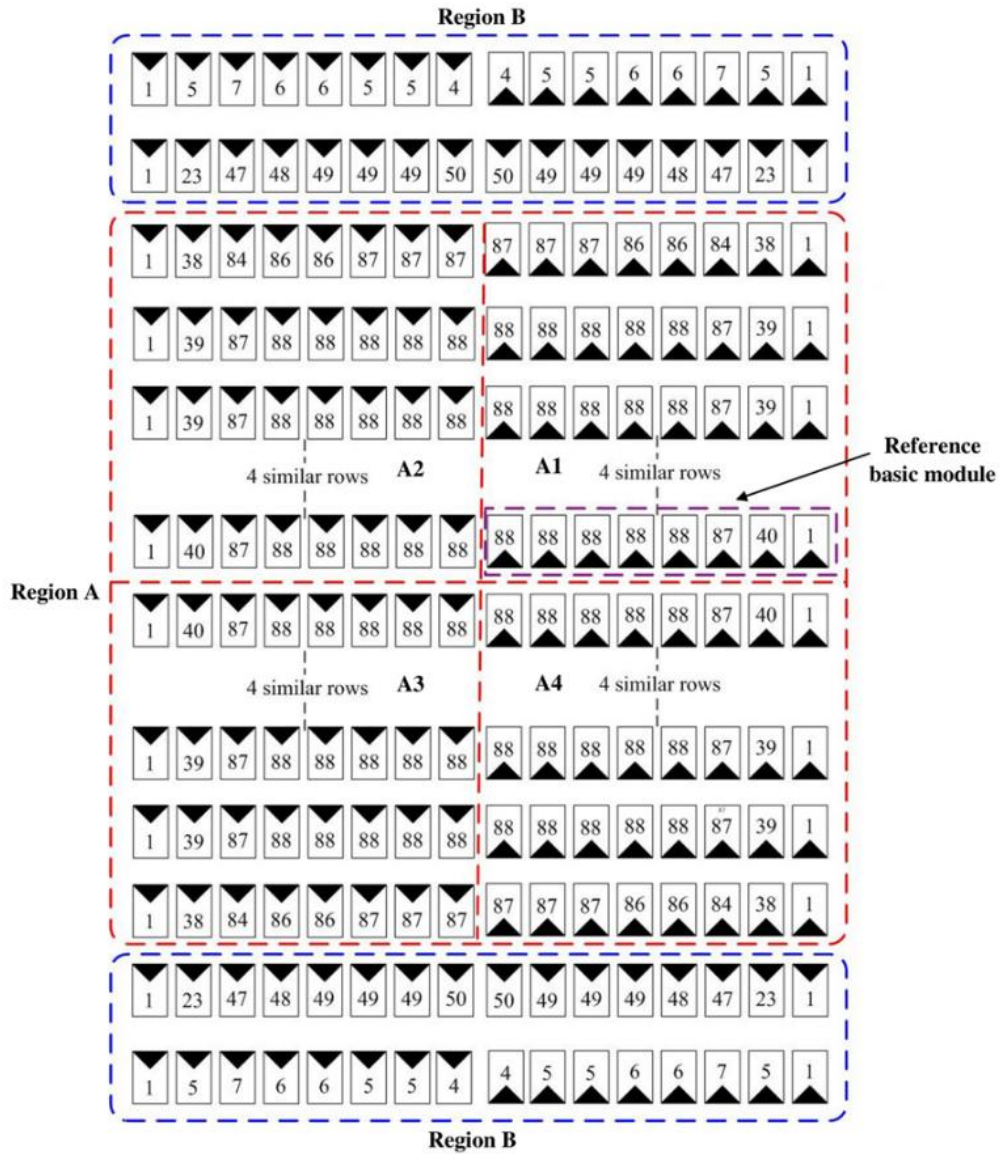 Region B
1 5 7 6 6 5 5 4 4 5 5 6 6 7 5 1
1 23 47 48 49 49 49 50 50 49 49 49 48 47 23 1
1 38 84 86 86 87 87 87 87 87 87 86 86 84 38 1
1 39 87 88 88 88 88 88 88 88 88 88 88 87 39 1
1 39 87 88 88 88 88 88 88 88 88 88 88 87 39 1
Reference
basic module
4 similar rows A2 A1 4 similar rows
1 40 87 88 88 88 88 88 88 88 88 88 88 87 40 1
Region A
1 40 87 88 88 88 88 88 88 88 88 88 88 87 40 1
4 similar rows A3 A4 4 similar rows
1 39 87 88 88 88 88 88 88 88 88 88 88 87 39 1
1 39 87 88 88 88 88 88 88 88 88 88 88 87 39 1
1 38 84 86 86 87 87 87 87 87 87 86 86 84 38 1
1 23 47 48 49 49 49 50 50 49 49 49 48 47 23 1
1 5 7 6 6 5 5 4 4 5 5 6 6 7 5 1
Region B